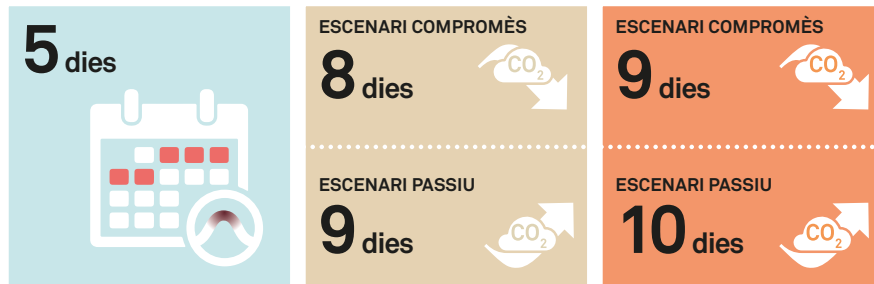 5 dies
ESCENARI COMPROMÈS
8 dies
CO2
ESCENARI PASSIU
9 dies
CO2
ESCENARI COMPROMÈS
9 dies
CO2
ESCENARI PASSIU
10 dies
CO2